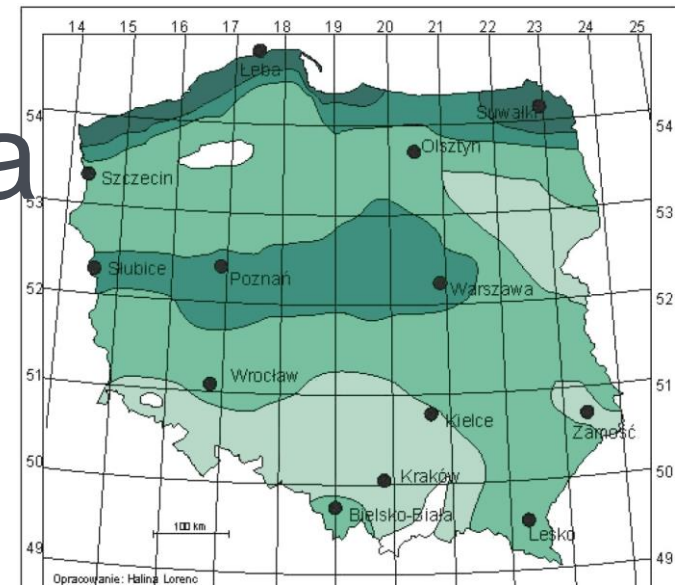 14 15 16 17 18 19 20 21 22 23 24 25
Łeba
54
Suwałki
54
a
Olsztyn
Szczecin
53
53
Słubice
Poznań
Warszawa
52
52
Wrocław
51
51
Kielce
Zamość
50
Kraków
50
Bielsko-Biała
100 km
Lesko
49
49
Opracowanie: Halina Lorenc